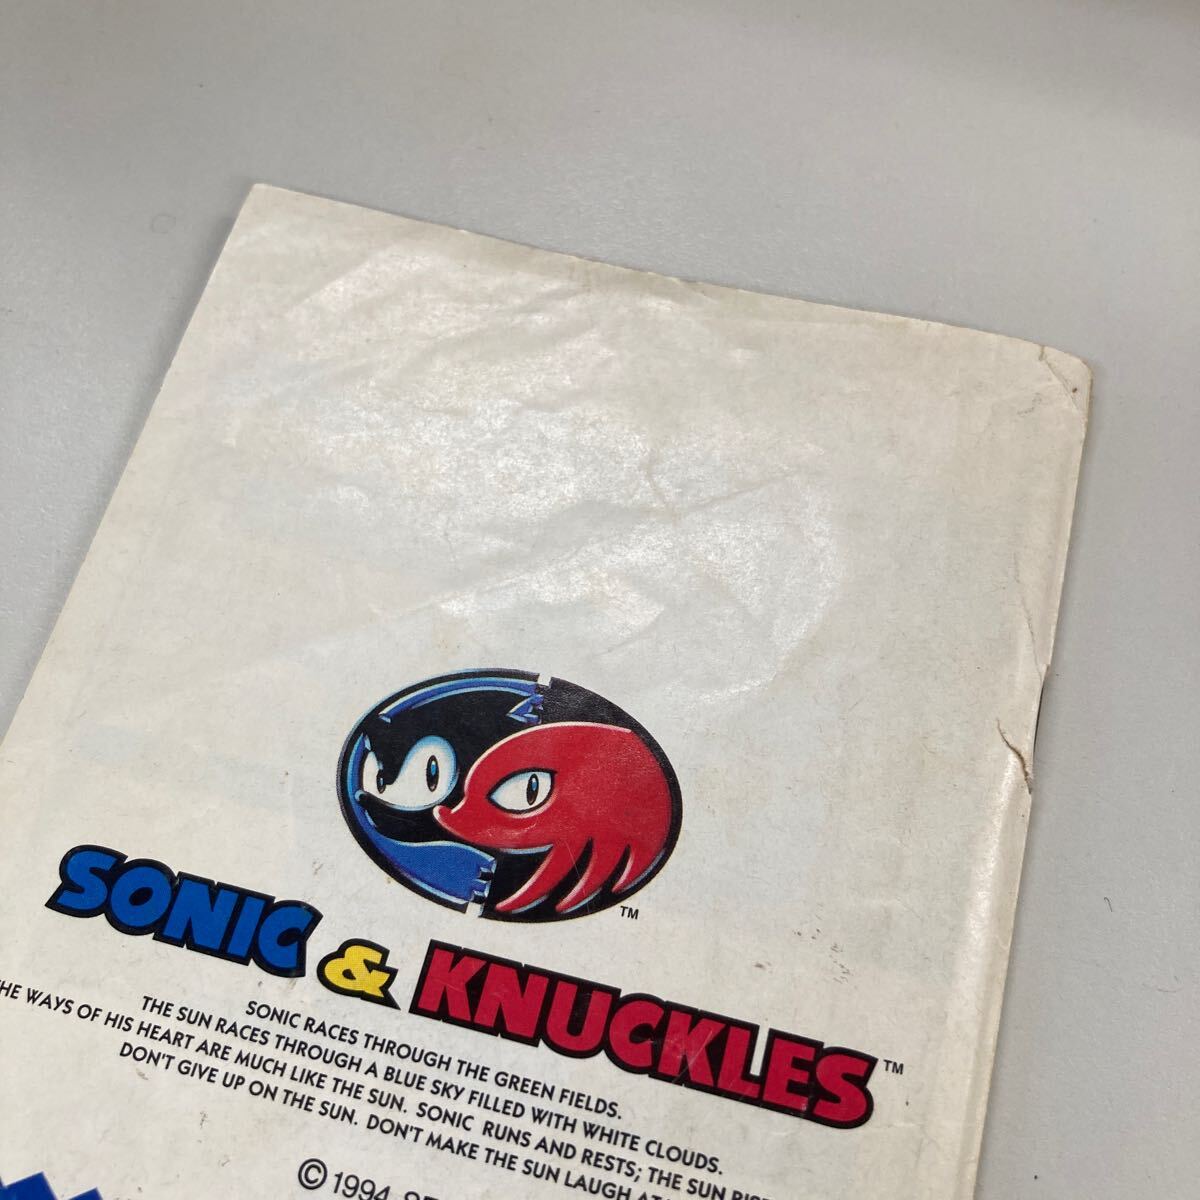 TM
SONIC & KNUCKLES TM
SONIC RACES THROUGH THE GREEN FIELDS.
THE SUN RACES THROUGH A BLUE SKY FILLED WITH WHITE CLOUDS.
WAYS OF HIS HEART ARE MUCH LIKE THE SUN. SONIC RUNS AND RESTS; THE SUN
DON'T GIVE UP ON THE SUN. DON'T MAKE THE SUN LAUGH AT
© 1994